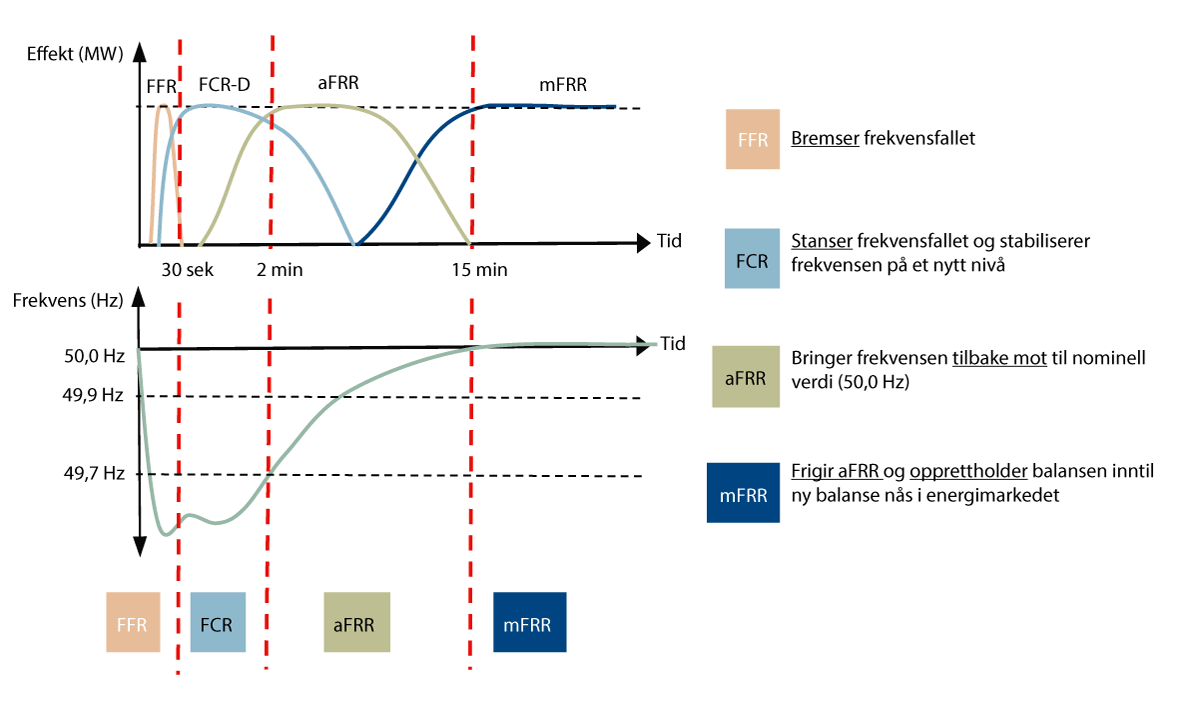 Effekt (MW)
FFR
FCR-D
aFRR
mFRR
Tid
30 sek
2 min
15 min
Frekvens (Hz)
Tid
50,0 Hz
49,9 Hz
49,7 Hz
FFR
FCR
aFRR
mFRR
FFR
Bremser frekvensfallet
FCR
Stanser frekvensfallet og stabiliserer
frekvensen på et nytt nivå
aFRR
Bringer frekvensen tilbake mot til nominell
verdi (50,0 Hz)
mFRR
Frigir aFRR og opprettholder balansen inntil
ny balanse nås i energimarkedet